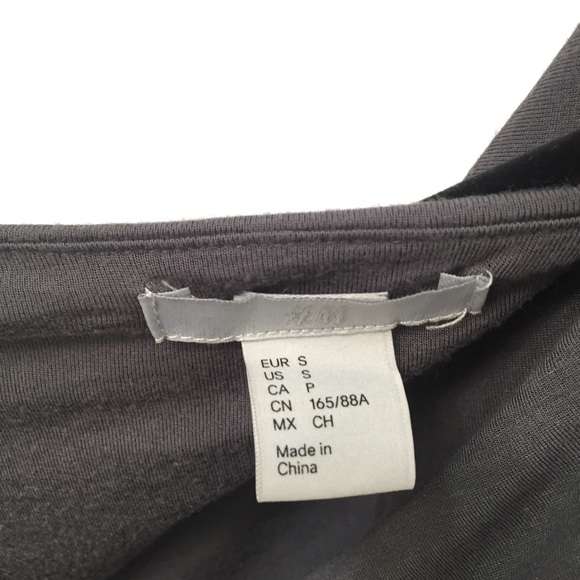 EUR S
US S
CA P
CN 165/88A
MX CH
Made in
China